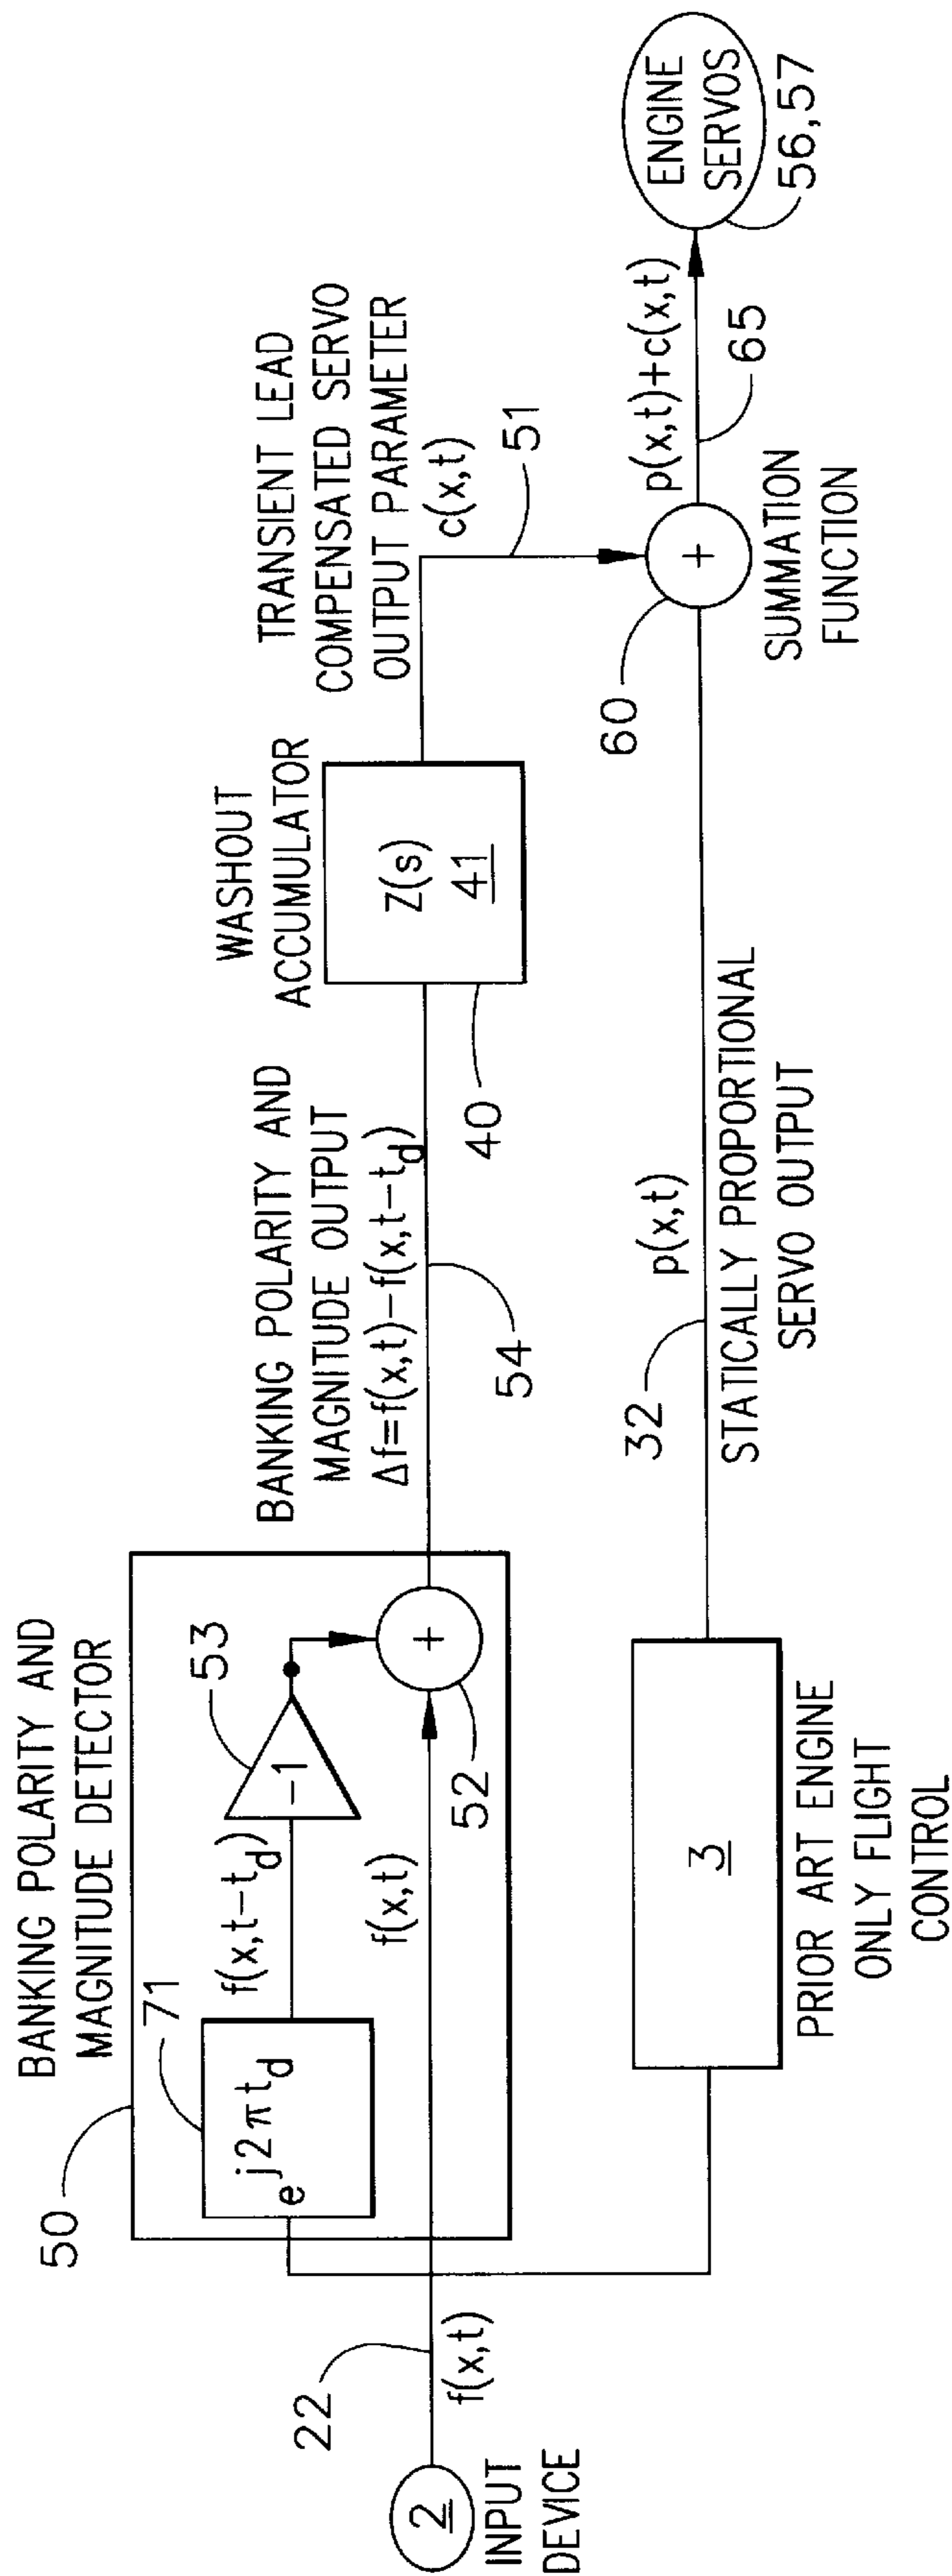 2
INPUT
DEVICE
22
f(x,t)
50
BANKING POLARITY AND
MAGNITUDE DETECTOR
71
e^{j2πt_d}
f(x,t-t_d)
53
-1
f(x,t)
+
52
BANKING POLARITY AND
MAGNITUDE OUTPUT
Δf=f(x,t)-f(x,t-t_d)
54
WASHOUT
ACCUMULATOR
Z(s)
41
40
TRANSIENT LEAD
COMPENSATED SERVO
OUTPUT PARAMETER
c(x,t)
51
3
PRIOR ART ENGINE
ONLY FLIGHT
CONTROL
32
p(x,t)
STATICALLY PROPORTIONAL
SERVO OUTPUT
60
+
SUMMATION
FUNCTION
p(x,t)+c(x,t)
65
ENGINE
SERVOS
56,57